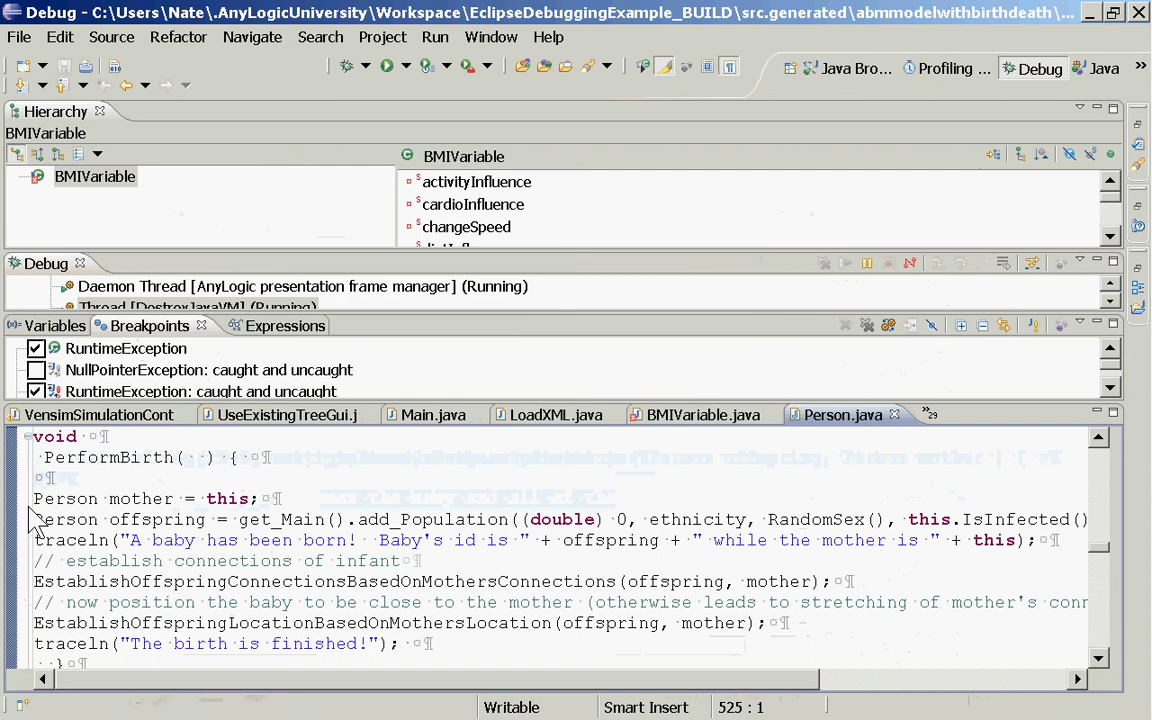 Debug - C:\Users\Nate\.AnyLogicUniversity\Workspace\EclipseDebuggingExample_BUILD\src.generated\abmmodelwithbirthdeath\...
File Edit Source Refactor Navigate Search Project Run Window Help
Java Bro... Profiling ... Debug Java »
Hierarchy
BMIVariable
BMIVariable
BMIVariable
activityInfluence
cardioInfluence
changeSpeed
Debug
Daemon Thread [AnyLogic presentation frame manager] (Running)
Thread [DestroyJavaVM] (Running)
Variables Breakpoints Expressions
RuntimeException
NullPointerException: caught and uncaught
RuntimeException: caught and uncaught
VensimSimulationCont UseExistingTreeGui.j Main.java LoadXML.java BMIVariable.java Person.java »29
void
PerformBirth( ) {
Person mother = this;
Person offspring = get_Main().add_Population((double) 0, ethnicity, RandomSex(), this.IsInfected()
traceln("A baby has been born! Baby's id is " + offspring + " while the mother is " + this);
// establish connections of infant
EstablishOffspringConnectionsBasedOnMothersConnections(offspring, mother);
// now position the baby to be close to the mother (otherwise leads to stretching of mother's conn
EstablishOffspringLocationBasedOnMothersLocation(offspring, mother);
traceln("The birth is finished!");
}
Writable Smart Insert 525 : 1